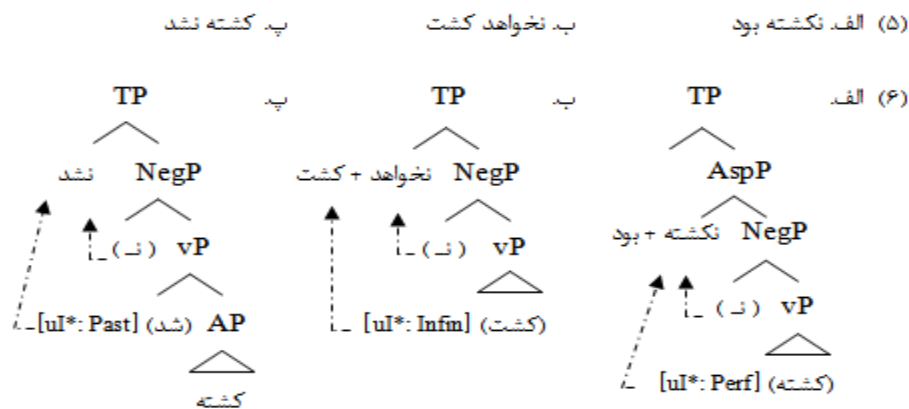 (۵) الف. نکشته بود ب. نخواهد کشت پ. کشته نشد
(۶) الف. TP ب. TP پ. TP
AspP نخواهد + کشت NegP نشد NegP
نکشته + بود NegP (نـ) vP (نـ) vP
(نـ) vP (کشت) [uI*: Infin] [uI*: Past] (شد) AP
(کشته) [uI*: Perf] کشته